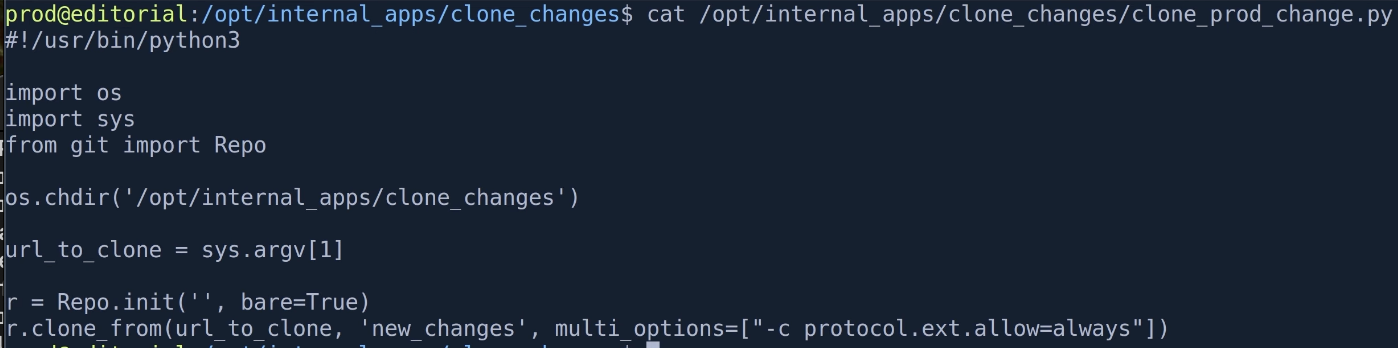 prod@editorial:/opt/internal_apps/clone_changes$ cat /opt/internal_apps/clone_changes/clone_prod_change.py
#!/usr/bin/python3
import os
import sys
from git import Repo
os.chdir('/opt/internal_apps/clone_changes')
url_to_clone = sys.argv[1]
r = Repo.init('', bare=True)
r.clone_from(url_to_clone, 'new_changes', multi_options=["-c protocol.ext.allow=always"])